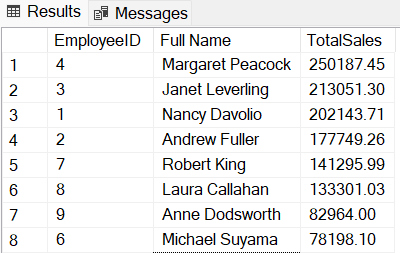 Results Messages
EmployeeID Full Name TotalSales
1 4 Margaret Peacock 250187.45
2 3 Janet Leverling 213051.30
3 1 Nancy Davolio 202143.71
4 2 Andrew Fuller 177749.26
5 7 Robert King 141295.99
6 8 Laura Callahan 133301.03
7 9 Anne Dodsworth 82964.00
8 6 Michael Suyama 78198.10